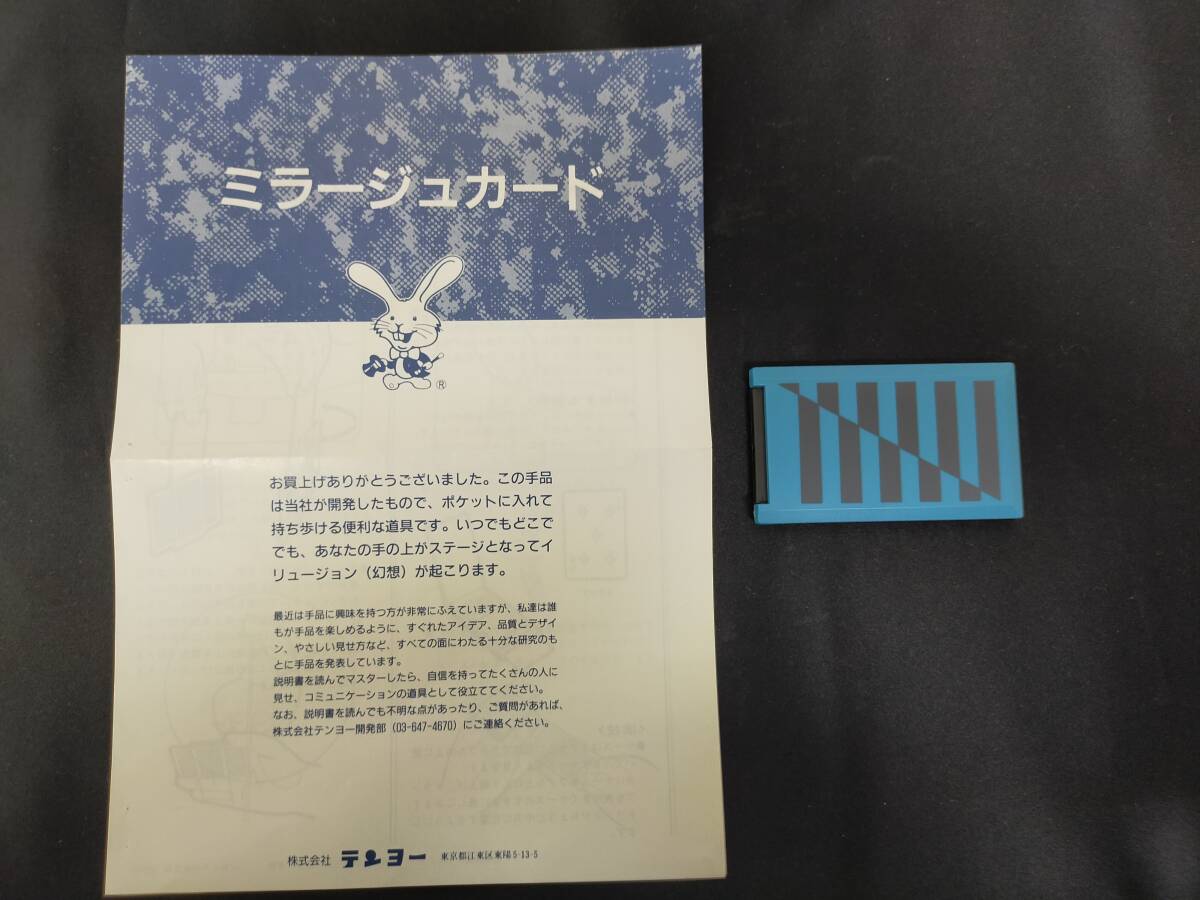 ミラージュカード
®
お買上げありがとうございました。この手品
は当社が開発したもので、ポケットに入れて
持ち歩ける便利な道具です。いつでもどこで
でも、あなたの手の上がステージとなってイ
リュージョン（幻想）が起こります。
最近は手品に興味を持つ方が非常にふえていますが、私達は誰
もが手品を楽しめるように、すぐれたアイデア、品質とデザイ
ン、やさしい見せ方など、すべての面にわたる十分な研究のも
とに手品を発表しています。
説明書を読んでマスターしたら、自信を持ってたくさんの人に
見せ、コミュニケーションの道具として役立ててください。
なお、説明書を読んでも不明な点があったり、ご質問があれば、
株式会社テンヨー開発部（03-647-4670）にご連絡ください。
株式会社 テンヨー 東京都江東区東陽5-13-5